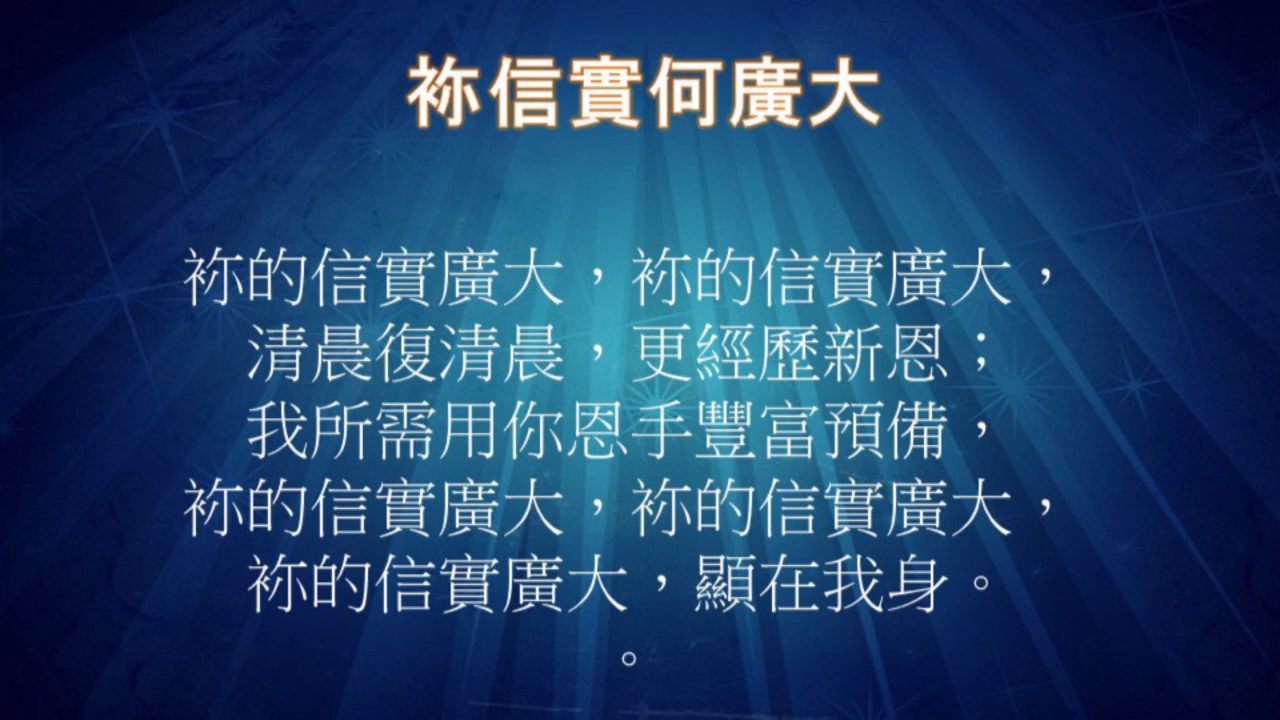 祢信實何廣大
祢的信實廣大，祢的信實廣大，
清晨復清晨，更經歷新恩；
我所需用你恩手豐富預備，
祢的信實廣大，祢的信實廣大，
祢的信實廣大，顯在我身。
。